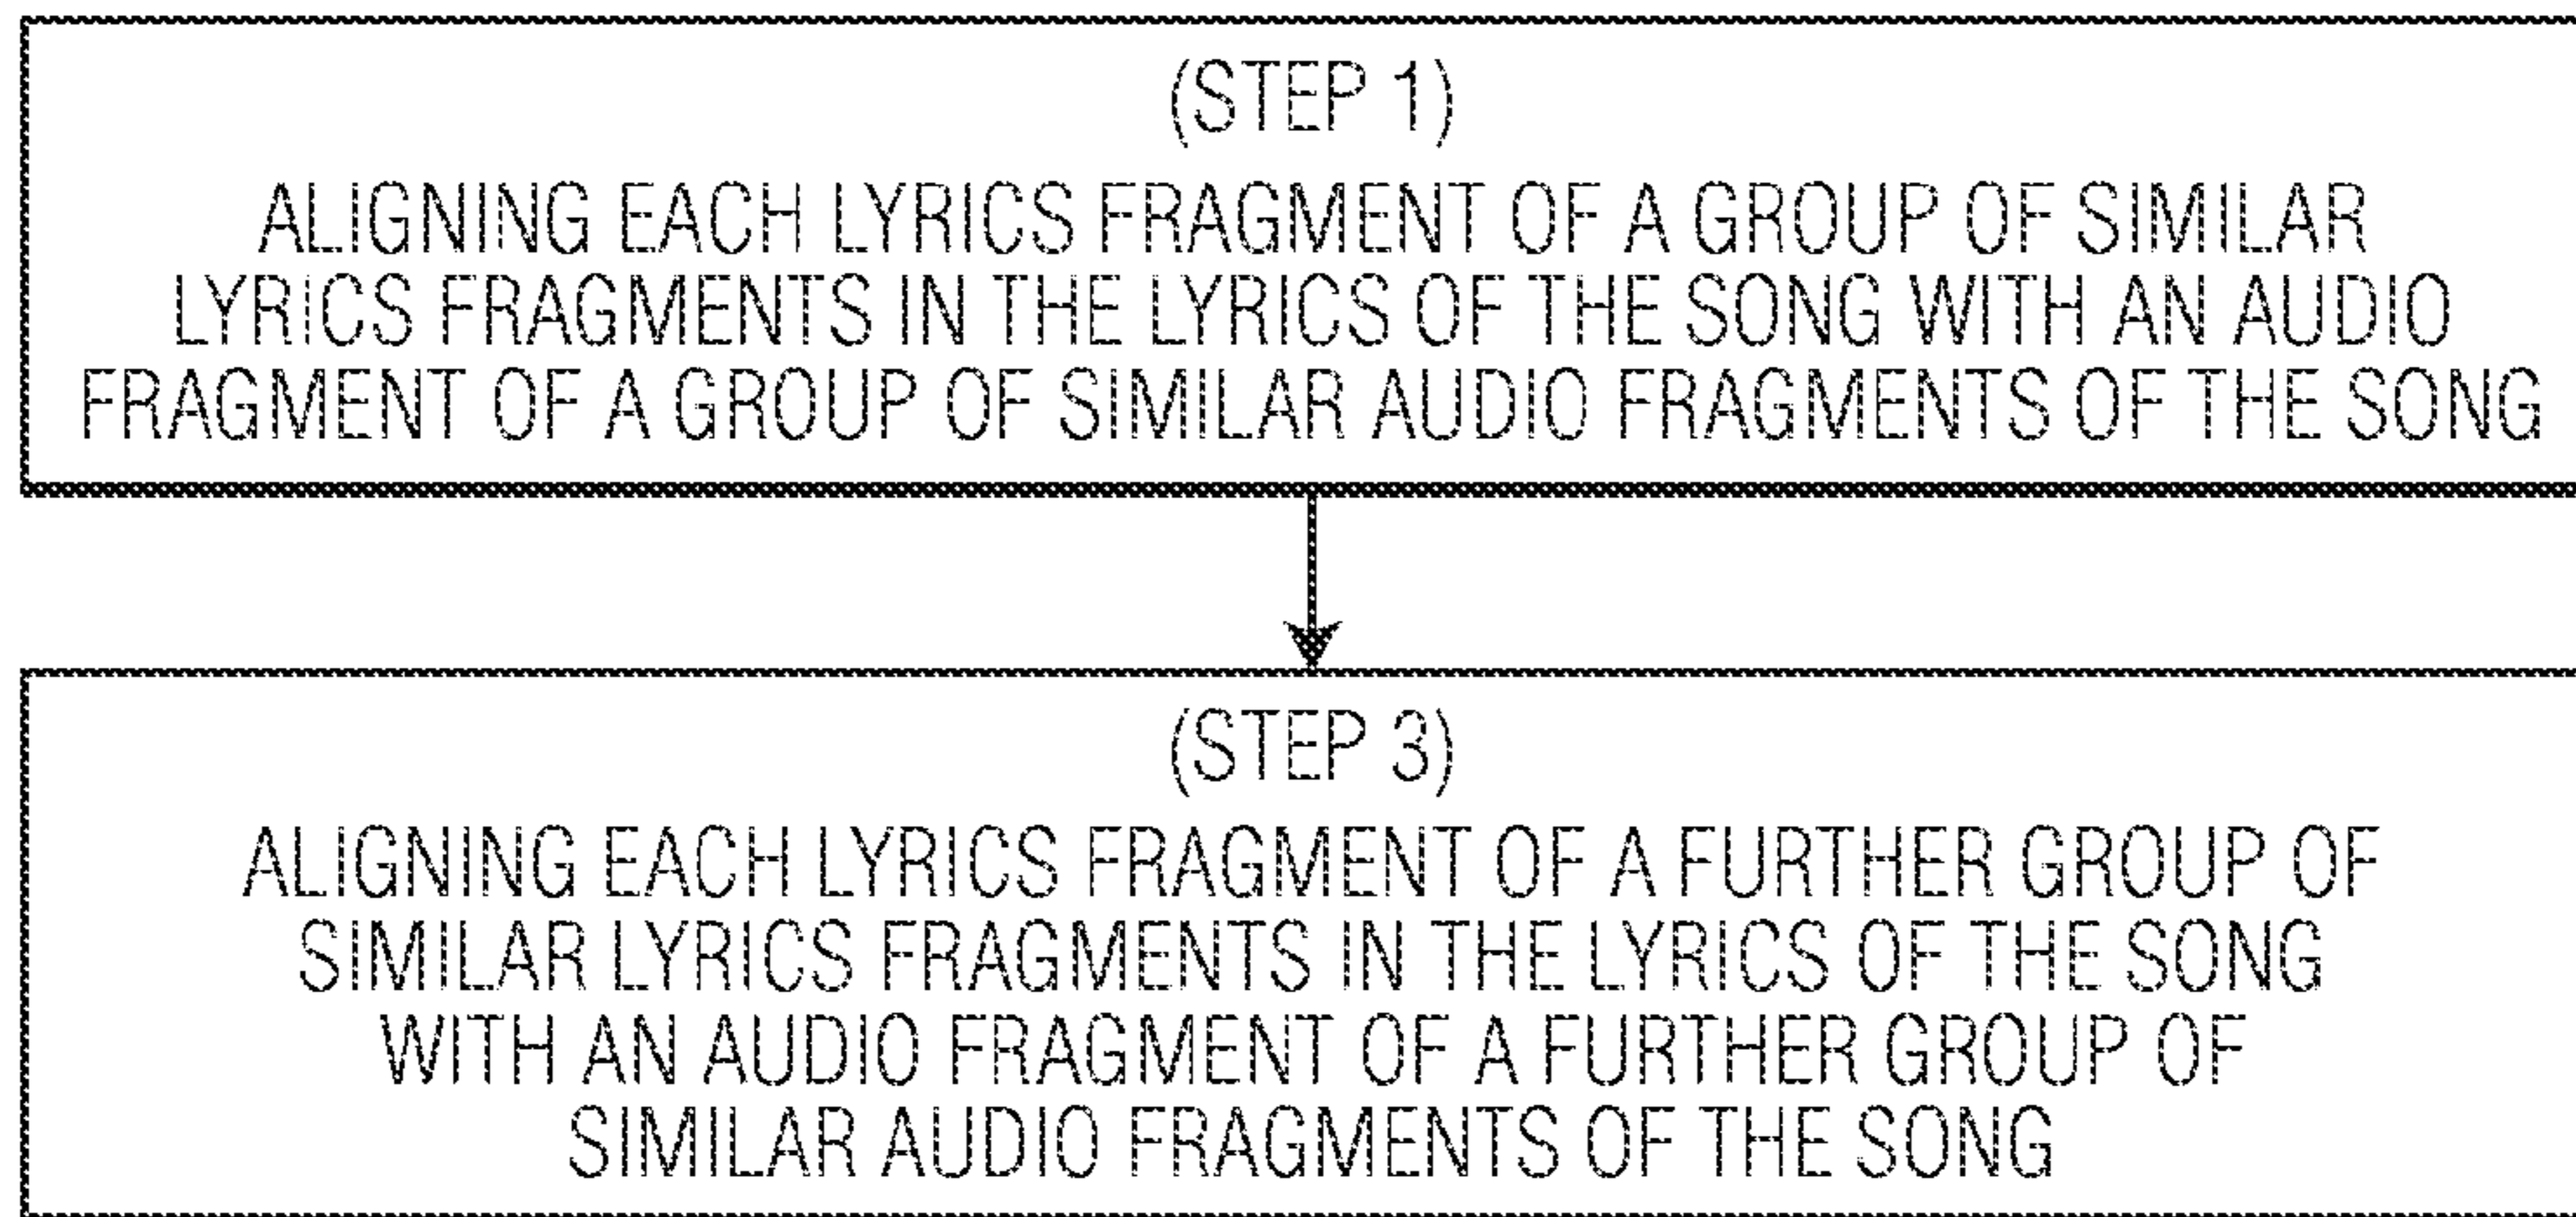 (STEP 1)
ALIGNING EACH LYRICS FRAGMENT OF A GROUP OF SIMILAR
LYRICS FRAGMENTS IN THE LYRICS OF THE SONG WITH AN AUDIO
FRAGMENT OF A GROUP OF SIMILAR AUDIO FRAGMENTS OF THE SONG
(STEP 3)
ALIGNING EACH LYRICS FRAGMENT OF A FURTHER GROUP OF
SIMILAR LYRICS FRAGMENTS IN THE LYRICS OF THE SONG
WITH AN AUDIO FRAGMENT OF A FURTHER GROUP OF
SIMILAR AUDIO FRAGMENTS OF THE SONG